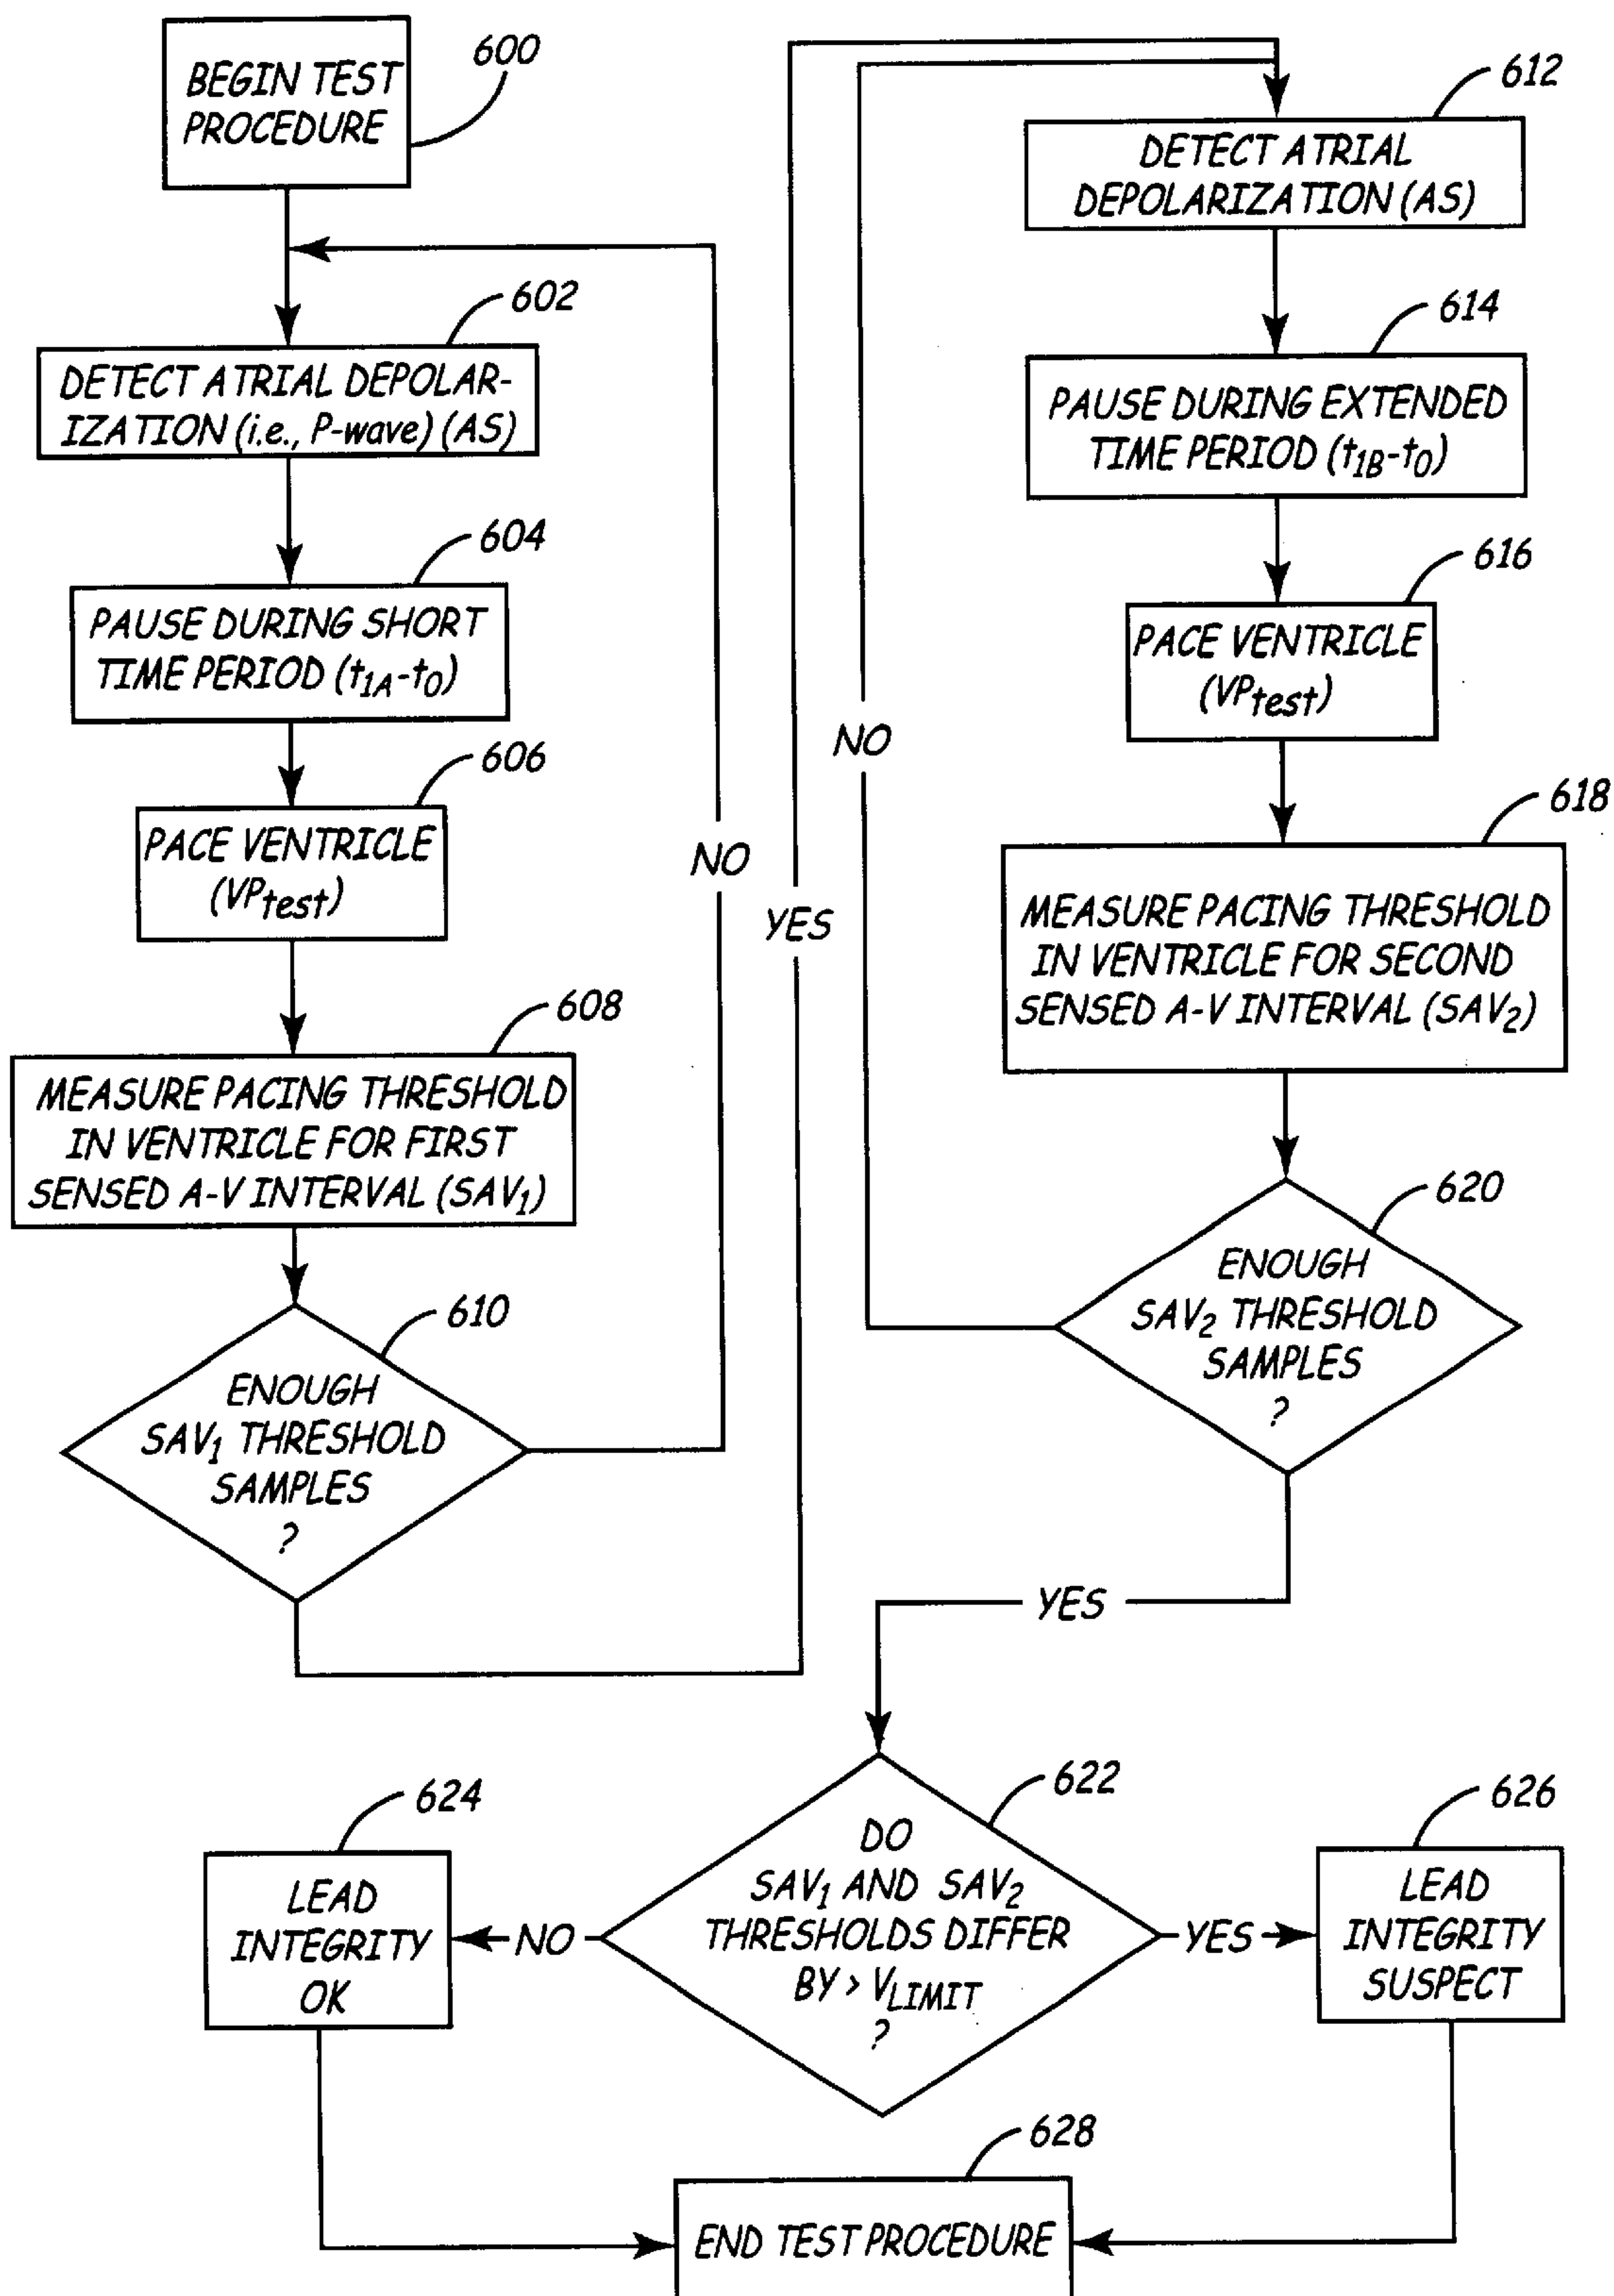 BEGIN TEST
PROCEDURE
600
602
DETECT ATRIAL DEPOLAR-
IZATION (i.e., P-wave) (AS)
604
PAUSE DURING SHORT
TIME PERIOD (t1A-t0)
606
PACE VENTRICLE
(VPtest)
608
MEASURE PACING THRESHOLD
IN VENTRICLE FOR FIRST
SENSED A-V INTERVAL (SAV1)
610
ENOUGH
SAV1 THRESHOLD
SAMPLES
?
NO
YES
612
DETECT ATRIAL
DEPOLARIZATION (AS)
614
PAUSE DURING EXTENDED
TIME PERIOD (t1B-t0)
616
PACE VENTRICLE
(VPtest)
618
MEASURE PACING THRESHOLD
IN VENTRICLE FOR SECOND
SENSED A-V INTERVAL (SAV2)
620
ENOUGH
SAV2 THRESHOLD
SAMPLES
?
NO
YES
622
DO
SAV1 AND SAV2
THRESHOLDS DIFFER
BY > VLIMIT
?
NO
YES
624
LEAD
INTEGRITY
OK
626
LEAD
INTEGRITY
SUSPECT
628
END TEST PROCEDURE